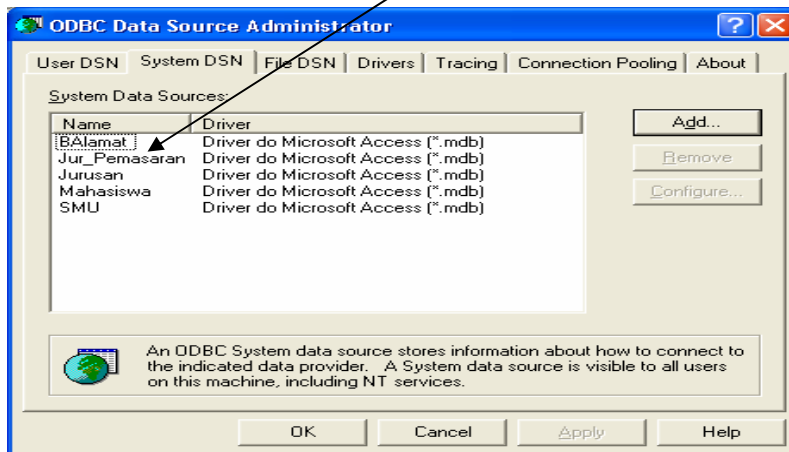 ODBC Data Source Administrator
User DSN System DSN File DSN Drivers Tracing Connection Pooling About
System Data Sources:
Name Driver
BAlamat Driver do Microsoft Access (*.mdb)
Jur_Pemasaran Driver do Microsoft Access (*.mdb)
Jurusan Driver do Microsoft Access (*.mdb)
Mahasiswa Driver do Microsoft Access (*.mdb)
SMU Driver do Microsoft Access (*.mdb)
Add...
Remove
Configure...
An ODBC System data source stores information about how to connect to
the indicated data provider. A System data source is visible to all users
on this machine, including NT services.
OK Cancel Apply Help